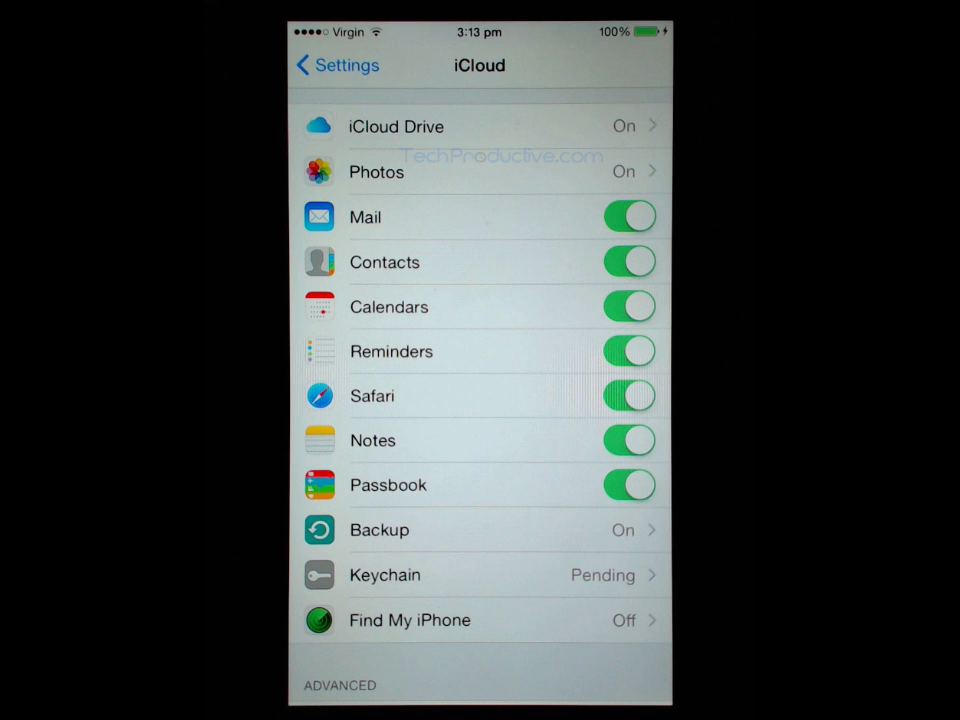 Virgin 3:13 pm 100%
Settings iCloud
iCloud Drive On
TechProductive.com
Photos On
Mail
Contacts
Calendars
Reminders
Safari
Notes
Passbook
Backup On
Keychain Pending
Find My iPhone Off
ADVANCED